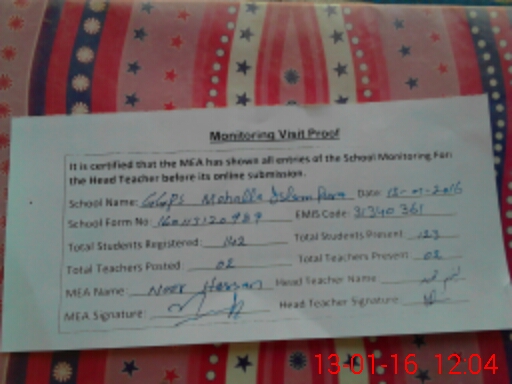 Monitoring Visit Proof
It is certified that the MEA has shown all entries of the School Monitoring Form
the Head Teacher before its online submission.
School Name: GGPS Mohalla Islam Pura Date: 13-01-2016
School Form No: EMIS Code: 31340361
Total Students Registered: 142 Total Students Present: 123
Total Teachers Posted: 02 Total Teachers Present: 02
MEA Name: Noor Hassan Head Teacher Name
MEA Signature: Head Teacher Signature:
13-01-16 12:04